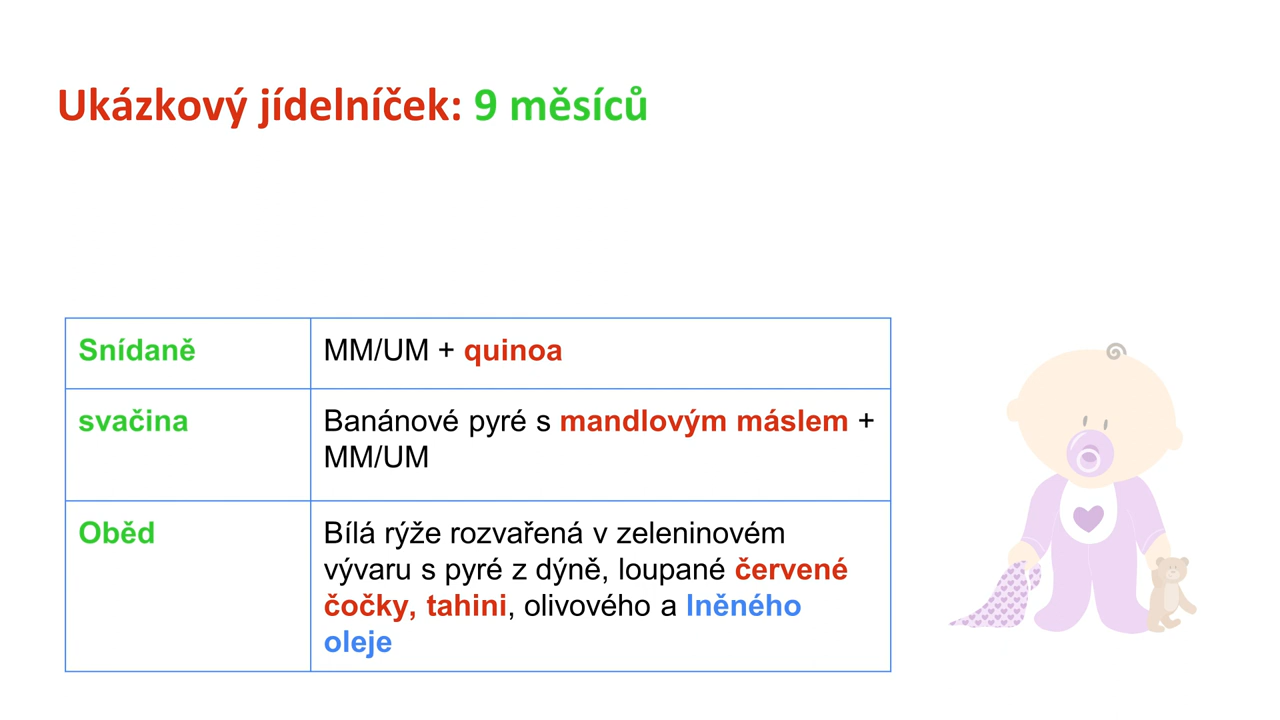 Ukázkový jídelníček: 9 měsíců
Snídaně
MM/UM + quinoa
svačina
Banánové pyré s mandlovým máslem +
MM/UM
Oběd
Bílá rýže rozvařená v zeleninovém
vývaru s pyré z dýně, loupané červené
čočky, tahini, olivového a lněného
oleje